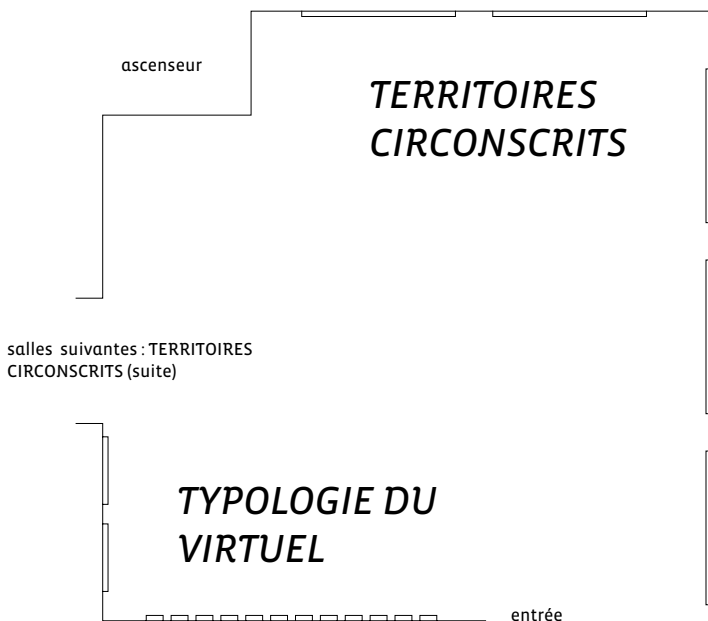 ascenseur
TERRITOIRES
CIRCONSCRITS
salles suivantes : TERRITOIRES
CIRCONSCRITS (suite)
TYPOLOGIE DU
VIRTUEL
entrée